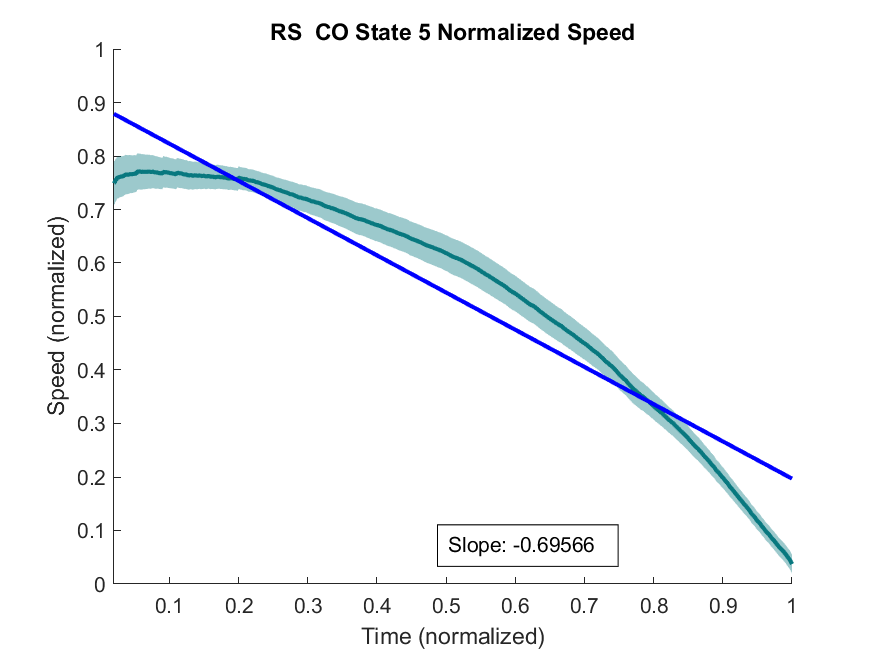 RS  CO State 5 Normalized Speed
1
0.9
0.8
0.7
0.6
0.5
0.4
0.3
0.2
0.1
0
Speed (normalized)
Slope: -0.69566
0.1 0.2 0.3 0.4 0.5 0.6 0.7 0.8 0.9 1
Time (normalized)